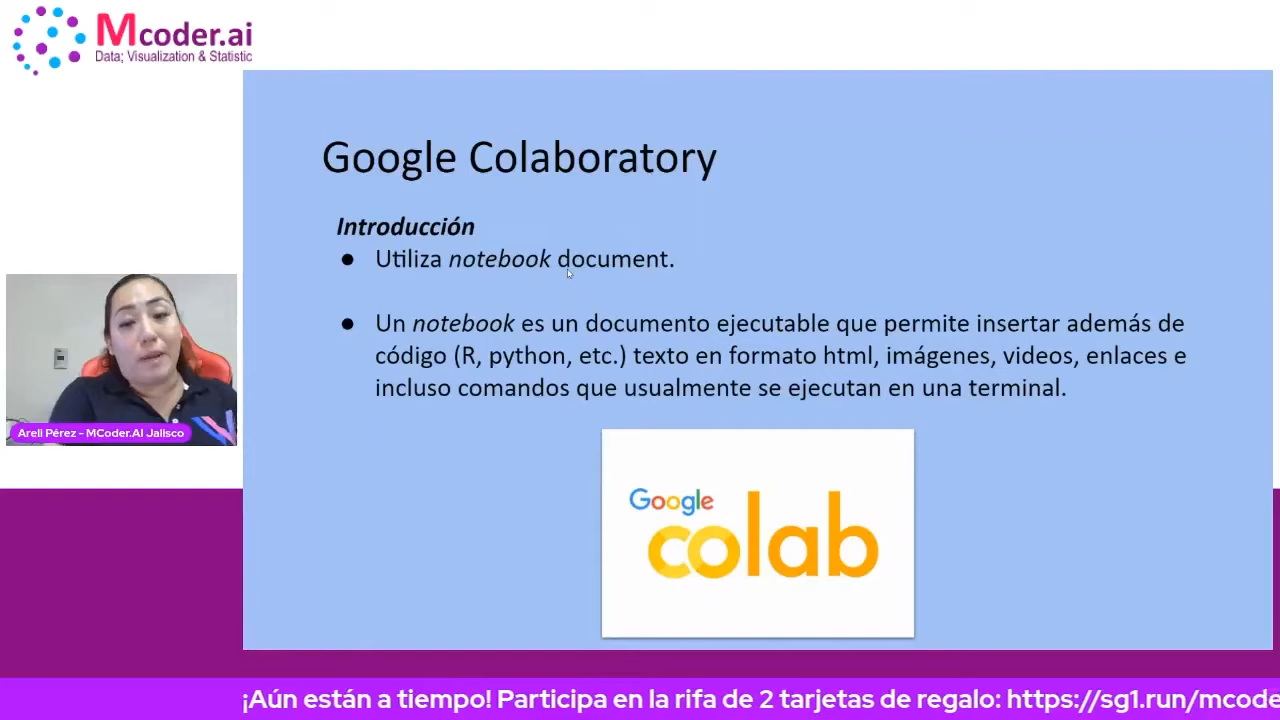 Mcoder.ai
Data; Visualization & Statistic
Google Colaboratory
Introducción
● Utiliza notebook document.
● Un notebook es un documento ejecutable que permite insertar además de
código (R, python, etc.) texto en formato html, imágenes, videos, enlaces e
incluso comandos que usualmente se ejecutan en una terminal.
Areli Pérez - MCoder.AI Jalisco
Google
colab
¡Aún están a tiempo! Participa en la rifa de 2 tarjetas de regalo: https://sg1.run/mcode